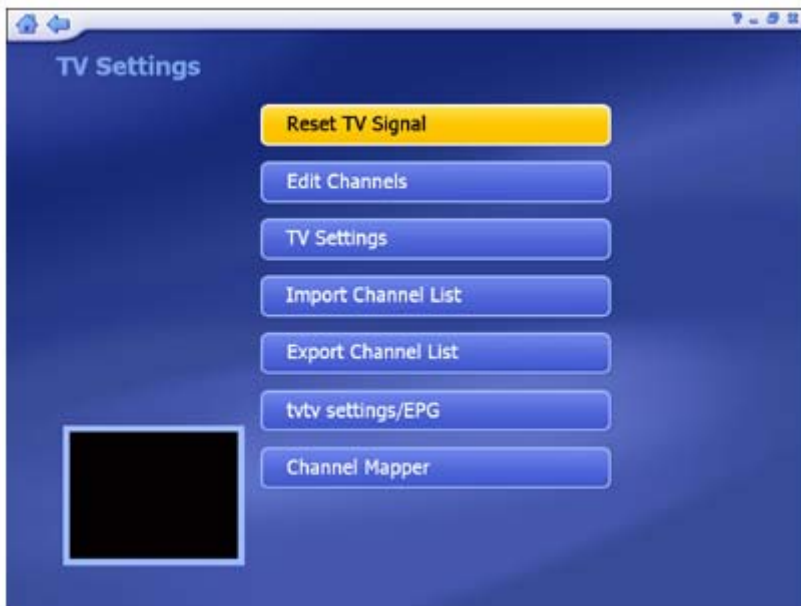 TV Settings
Reset TV Signal
Edit Channels
TV Settings
Import Channel List
Export Channel List
tvtv settings/EPG
Channel Mapper